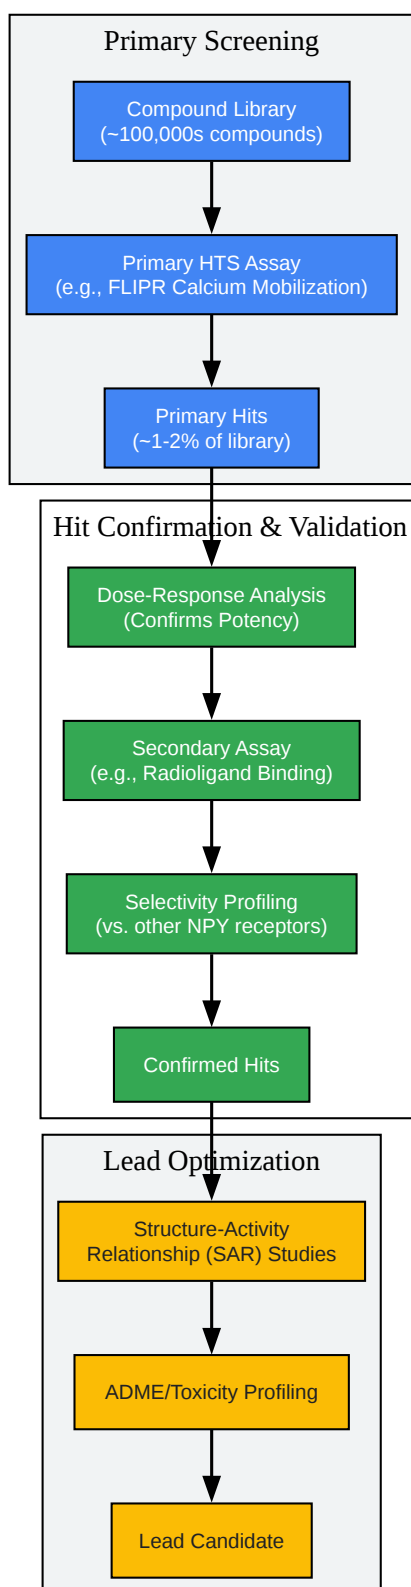 Primary Screening
Compound Library
(~100,000s compounds)
Primary HTS Assay
(e.g., FLIPR Calcium Mobilization)
Primary Hits
(~1-2% of library)
Hit Confirmation & Validation
Dose-Response Analysis
(Confirms Potency)
Secondary Assay
(e.g., Radioligand Binding)
Selectivity Profiling
(vs. other NPY receptors)
Confirmed Hits
Lead Optimization
Structure-Activity
Relationship (SAR) Studies
ADME/Toxicity Profiling
Lead Candidate